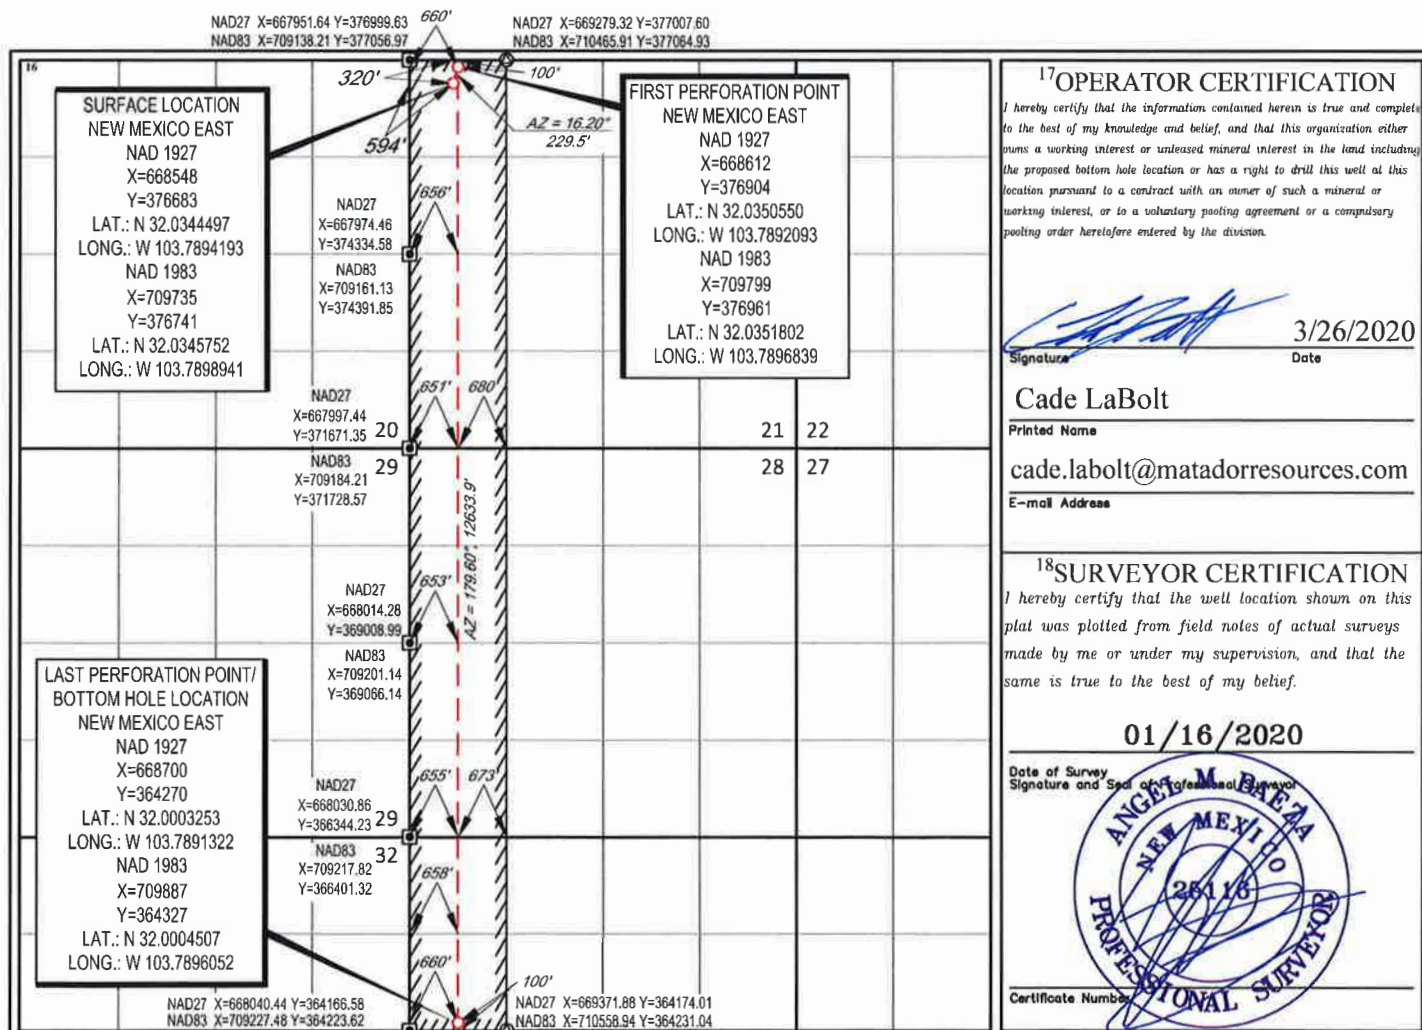 NAD27 X=667951.64 Y=376999.63
NAD83 X=709138.21 Y=377056.97
660'
NAD27 X=669279.32 Y=377007.60
NAD83 X=710465.91 Y=377064.93
16
320'
100'
594'
AZ = 16.20°
229.5'
SURFACE LOCATION
NEW MEXICO EAST
NAD 1927
X=668548
Y=376683
LAT.: N 32.0344497
LONG.: W 103.7894193
NAD 1983
X=709735
Y=376741
LAT.: N 32.0345752
LONG.: W 103.7898941
FIRST PERFORATION POINT
NEW MEXICO EAST
NAD 1927
X=668612
Y=376904
LAT.: N 32.0350550
LONG.: W 103.7892093
NAD 1983
X=709799
Y=376961
LAT.: N 32.0351802
LONG.: W 103.7896839
656'
NAD27
X=667974.46
Y=374334.58
NAD83
X=709161.13
Y=374391.85
651' 680'
NAD27
X=667997.44
Y=371671.35
20
21 22
29
28 27
NAD83
X=709184.21
Y=371728.57
AZ = 179.60°, 12633.9'
653'
NAD27
X=668014.28
Y=369008.99
NAD83
X=709201.14
Y=369066.14
LAST PERFORATION POINT/
BOTTOM HOLE LOCATION
NEW MEXICO EAST
NAD 1927
X=668700
Y=364270
LAT.: N 32.0003253
LONG.: W 103.7891322
NAD 1983
X=709887
Y=364327
LAT.: N 32.0004507
LONG.: W 103.7896052
655' 673'
NAD27
X=668030.86
Y=366344.23
29
32
NAD83
X=709217.82
Y=366401.32
658'
660'
100'
NAD27 X=668040.44 Y=364166.58
NAD83 X=709227.48 Y=364223.62
NAD27 X=669371.88 Y=364174.01
NAD83 X=710558.94 Y=364231.04
17OPERATOR CERTIFICATION
I hereby certify that the information contained herein is true and complete
to the best of my knowledge and belief, and that this organization either
owns a working interest or unleased mineral interest in the land including
the proposed bottom hole location or has a right to drill this well at this
location pursuant to a contract with an owner of such a mineral or
working interest, or to a voluntary pooling agreement or a compulsory
pooling order heretofore entered by the division.
3/26/2020
Signature
Date
Cade LaBolt
Printed Name
cade.labolt@matadorresources.com
E-mail Address
18SURVEYOR CERTIFICATION
I hereby certify that the well location shown on this
plat was plotted from field notes of actual surveys
made by me or under my supervision, and that the
same is true to the best of my belief.
01/16/2020
Date of Survey
Signature and Seal of Professional Surveyor
ANGEL M. BAEZA
NEW MEXICO
PROFESSIONAL SURVEYOR
Certificate Number